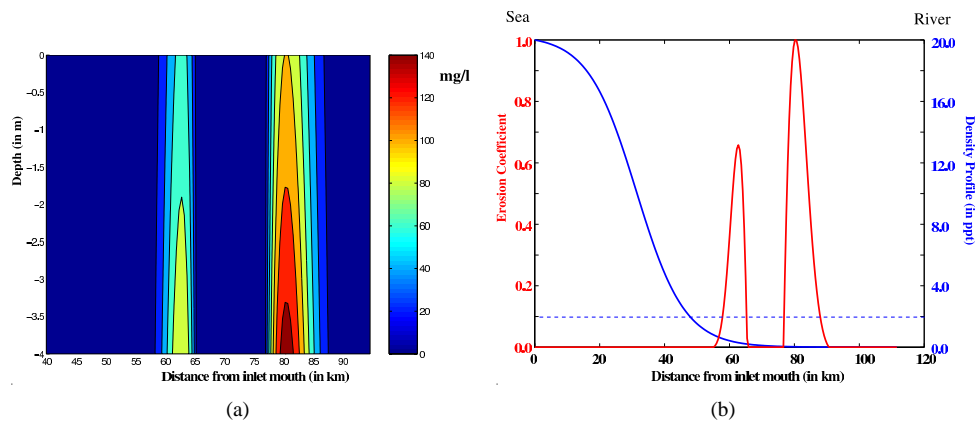 Sea
River
0
−0.5
−1
−1.5
−2
−2.5
−3
−3.5
−4
Depth (in m)
40 45 50 55 60 65 70 75 80 85 90
Distance from inlet mouth (in km)
140
120
100
80
60
40
20
0
mg/l
(a)
1.0
0.8
0.6
0.4
0.2
0.0
Erosion Coefficient
20.0
16.0
12.0
8.0
4.0
0.0
Density Profile (in ppt)
0 20 40 60 80 100 120
Distance from inlet mouth (in km)
(b)